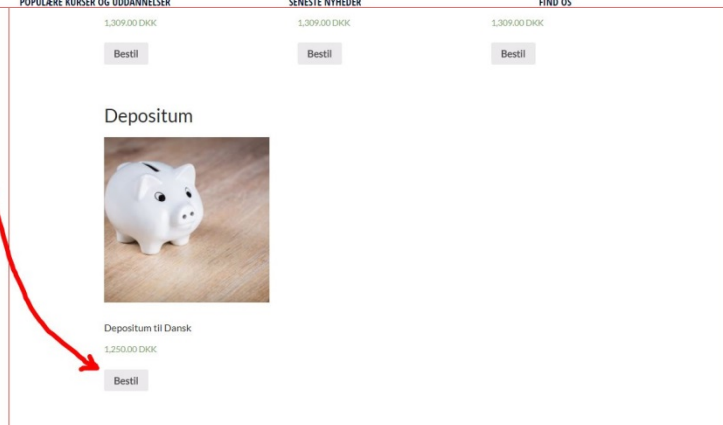 POPULÆRE KURSER OG UDDANNELSER SENESTE NYHEDER FIND OS
1,309.00 DKK 1,309.00 DKK 1,309.00 DKK
Bestil Bestil Bestil
Depositum
Depositum til Dansk
1,250.00 DKK
Bestil